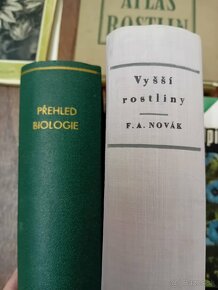 ATLAS
ROSTLIN
PŘEHLED
BIOLOGIE
Vyšší
rostliny
F. A. NOVÁK